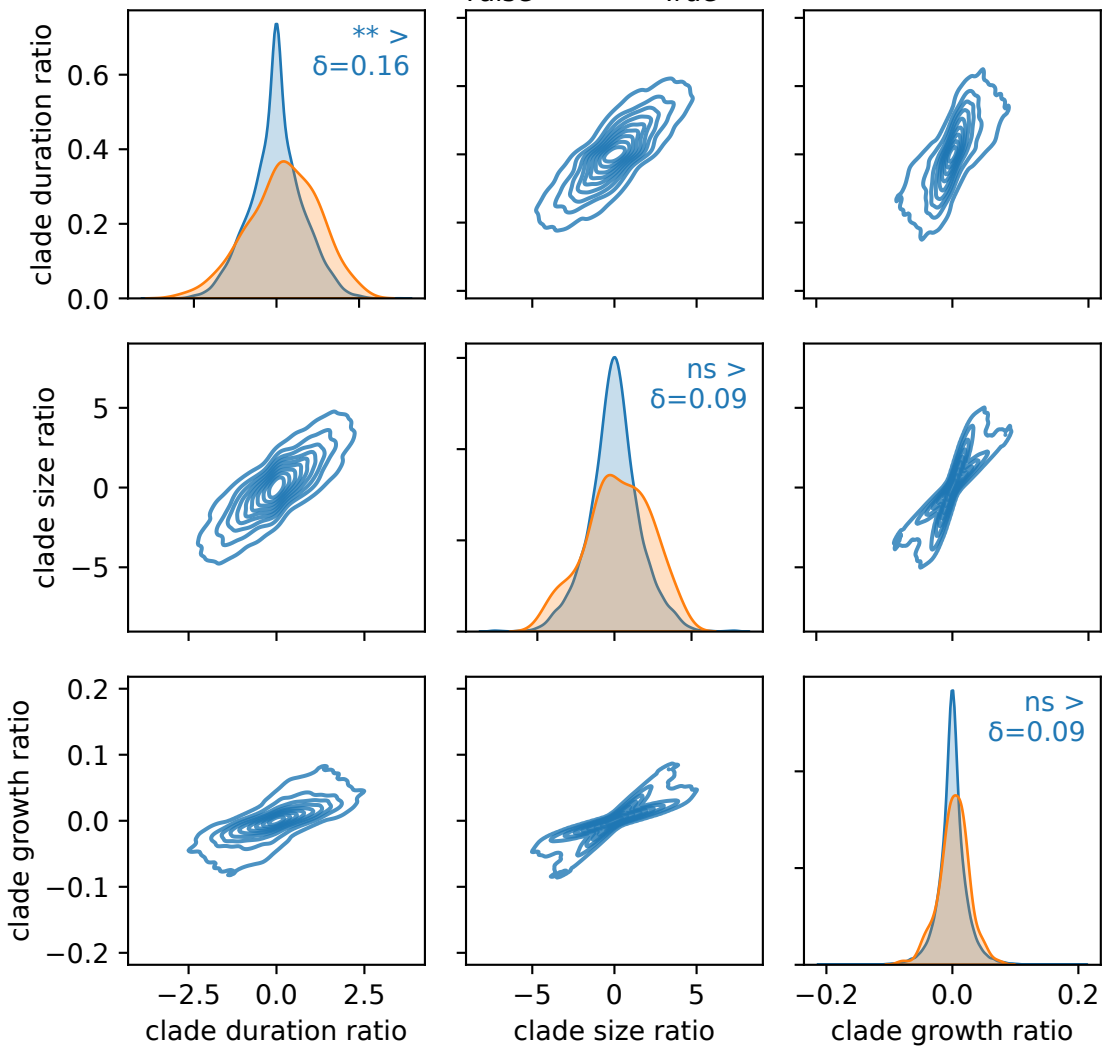 ** >
δ=0.16
clade duration ratio
0.6
0.4
0.2
0.0
ns >
δ=0.09
clade size ratio
5
0
−5
ns >
δ=0.09
clade growth ratio
0.2
0.1
0.0
−0.1
−0.2
−2.5 0.0 2.5 −5 0 5 −0.2 0.0 0.2
clade duration ratio clade size ratio clade growth ratio